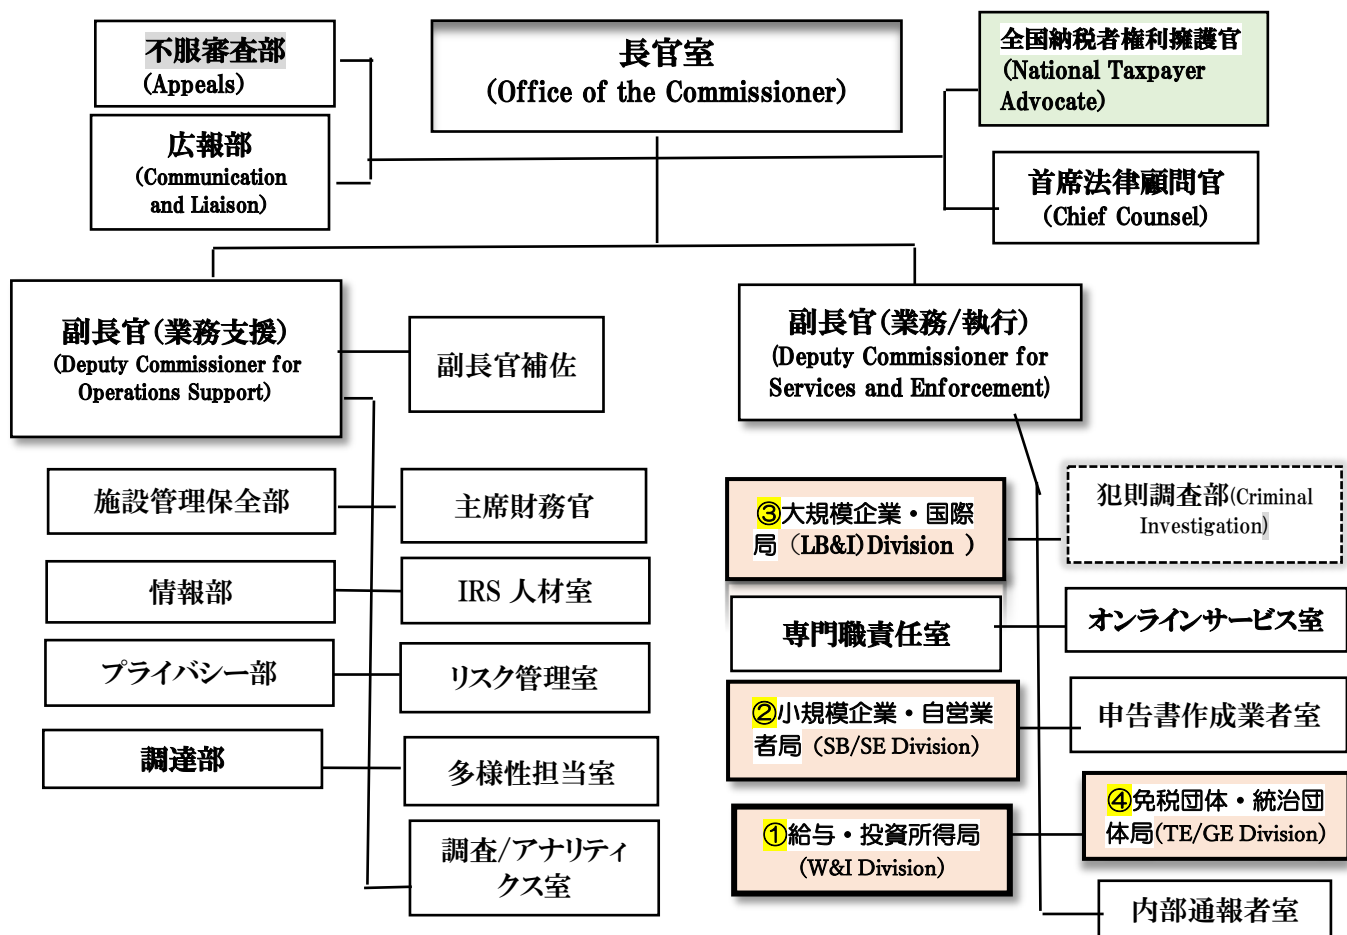 不服審査部
(Appeals)
長官室
(Office of the Commissioner)
全国納税者権利擁護官
(National Taxpayer
Advocate)
広報部
(Communication
and Liaison)
首席法律顧問官
(Chief Counsel)
副長官(業務支援)
(Deputy Commissioner for
Operations Support)
副長官補佐
副長官(業務/執行)
(Deputy Commissioner for
Services and Enforcement)
施設管理保全部
主席財務官
情報部
IRS 人材室
プライバシー部
リスク管理室
調達部
多様性担当室
調査/アナリティ
クス室
③大規模企業・国際
局 (LB&I)Division )
犯則調査部(Criminal
Investigation)
専門職責任室
オンラインサービス室
②小規模企業・自営業
者局 (SB/SE Division)
申告書作成業者室
①給与・投資所得局
(W&I Division)
④免税団体・統治団
体局(TE/GE Division)
内部通報者室